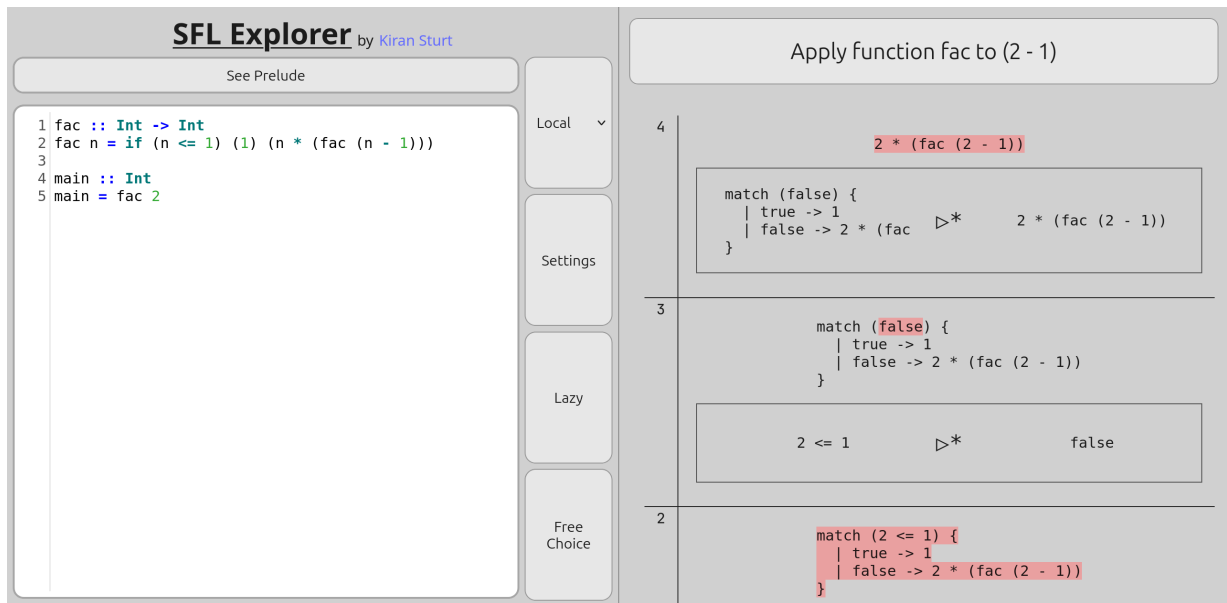 SFL Explorer by Kiran Sturt
See Prelude
1 fac :: Int -> Int
2 fac n = if (n <= 1) (1) (n * (fac (n - 1)))
3
4 main :: Int
5 main = fac 2
Local
Settings
Lazy
Free
Choice
Apply function fac to (2 - 1)
4
2 * (fac (2 - 1))
match (false) {
| true -> 1
| false -> 2 * (fac
}
▷*
2 * (fac (2 - 1))
3
match (false) {
| true -> 1
| false -> 2 * (fac (2 - 1))
}
2 <= 1 ▷* false
2
match (2 <= 1) {
| true -> 1
| false -> 2 * (fac (2 - 1))
}